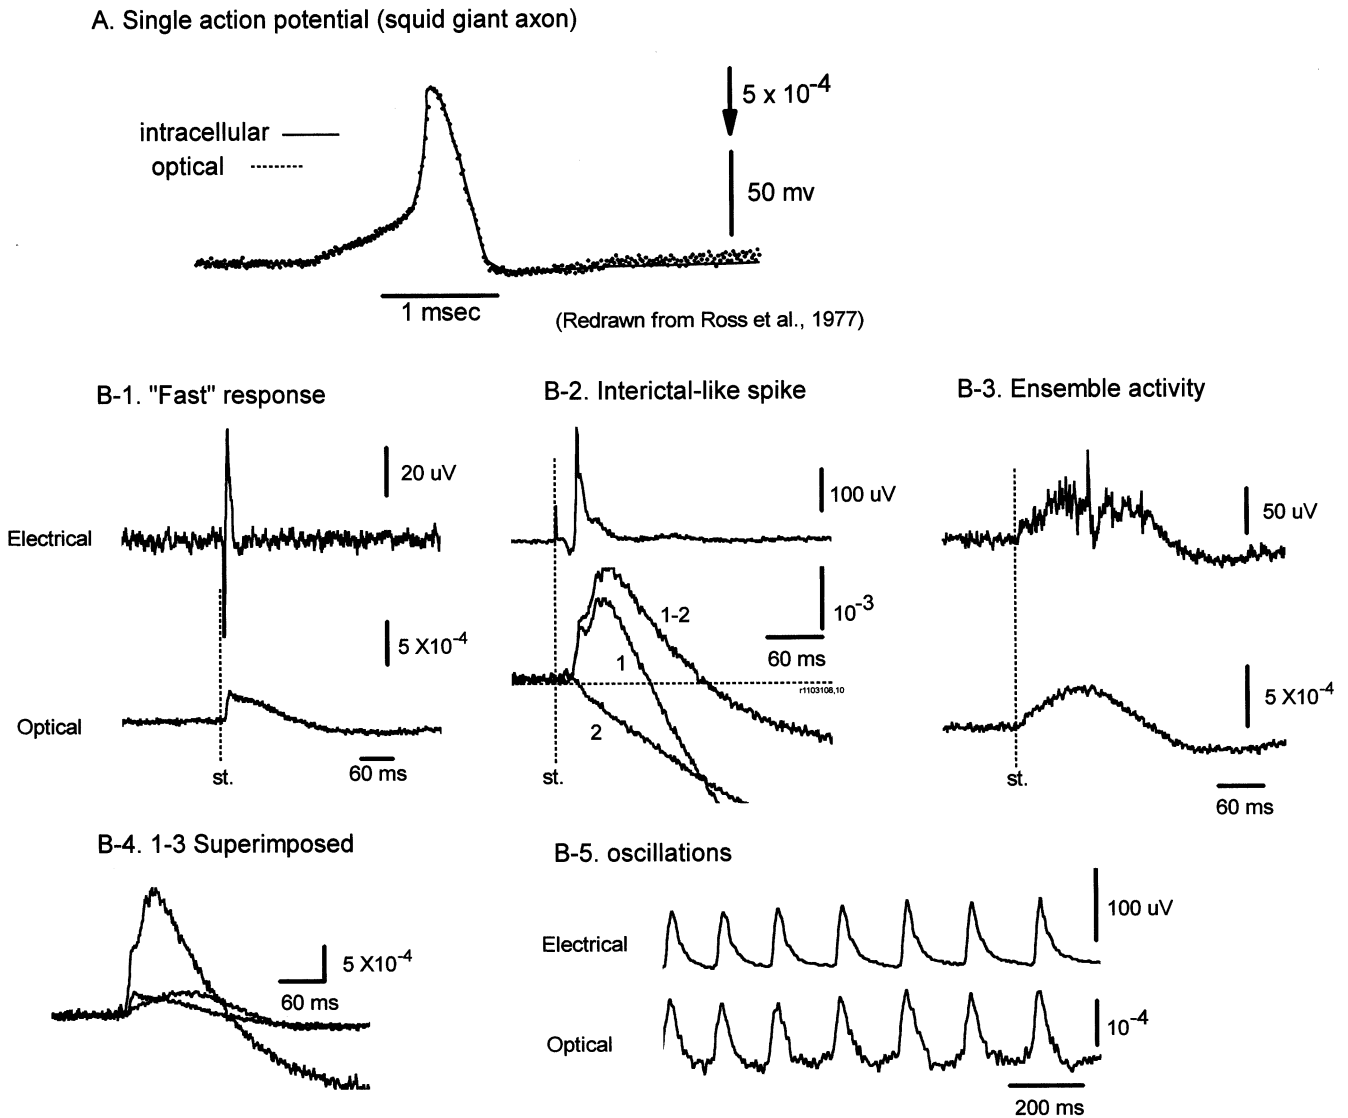 A. Single action potential (squid giant axon)
5 x 10-4
intracellular
optical
50 mv
1 msec
(Redrawn from Ross et al., 1977)
B-1. "Fast" response
B-2. Interictal-like spike
B-3. Ensemble activity
20 uV
100 uV
50 uV
Electrical
10-3
1-2
5 X10-4
60 ms
1
r1103108,10
5 X10-4
Optical
2
60 ms
st.
st.
st.
60 ms
B-4. 1-3 Superimposed
B-5. oscillations
100 uV
Electrical
5 X10-4
60 ms
10-4
Optical
200 ms